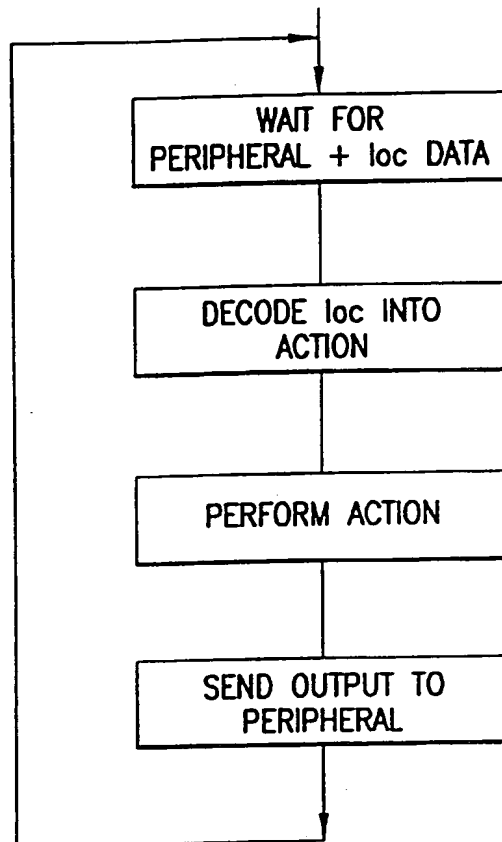 WAIT FOR
PERIPHERAL + loc DATA
DECODE loc INTO
ACTION
PERFORM ACTION
SEND OUTPUT TO
PERIPHERAL